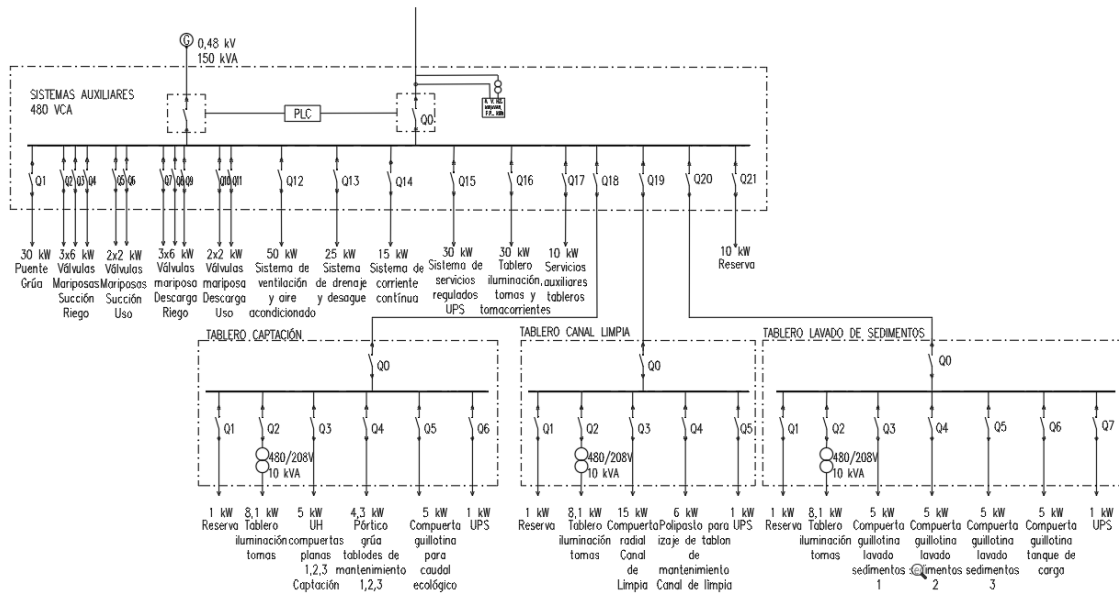 G
0,48 kV
150 kVA
SISTEMAS AUXILIARES
480 VCA
PLC
Q0
Q1
Q2
Q3
Q4
Q5
Q6
Q7
Q8
Q9
Q10
Q11
Q12
Q13
Q14
Q15
Q16
Q17
Q18
Q19
Q20
Q21
30 kW
Puente
Grúa
3x6 kW
Válvulas
Mariposas
Succión
Riego
2x2 kW
Válvulas
Mariposas
Succión
Uso
3x6 kW
Válvulas
mariposa
Descarga
Riego
2x2 kW
Válvulas
mariposa
Descarga
Uso
50 kW
Sistema de
ventilación
y aire
acondicionado
25 kW
Sistema
de drenaje
y desague
15 kW
Sistema de
corriente
contínua
30 kW
Sistema de
servicios
regulados
UPS
30 kW
Tablero
iluminación,
tomas y
tomacorrientes
10 kW
Servicios
auxiliares
tableros
10 kW
Reserva
TABLERO CAPTACIÓN
Q0
Q1
Q2
Q3
Q4
Q5
Q6
480/208V
10 kVA
1 kW
Reserva
8,1 kW
Tablero
iluminación
tomas
5 kW
UH
compuertas
planas
1,2,3
Captación
4,3 kW
Pórtico
grúa
tablodes de
mantenimiento
1,2,3
5 kW
Compuerta
guillotina
para
caudal
ecológico
1 kW
UPS
TABLERO CANAL LIMPIA
Q0
Q1
Q2
Q3
Q4
Q5
480/208V
10 kVA
1 kW
Reserva
8,1 kW
Tablero
iluminación
tomas
15 kW
Compuerta
radial
Canal
de
Limpia
6 kW
Polipasto para
izaje de tablon
de
mantenimiento
Canal de limpia
1 kW
UPS
TABLERO LAVADO DE SEDIMENTOS
Q0
Q1
Q2
Q3
Q4
Q5
Q6
Q7
480/208V
10 kVA
1 kW
Reserva
8,1 kW
Tablero
iluminación
tomas
5 kW
Compuerta
guillotina
lavado
sedimentos
1
5 kW
Compuerta
guillotina
lavado
sedimentos
2
5 kW
Compuerta
guillotina
lavado
sedimentos
3
5 kW
Compuerta
guillotina
tanque de
carga
1 kW
UPS